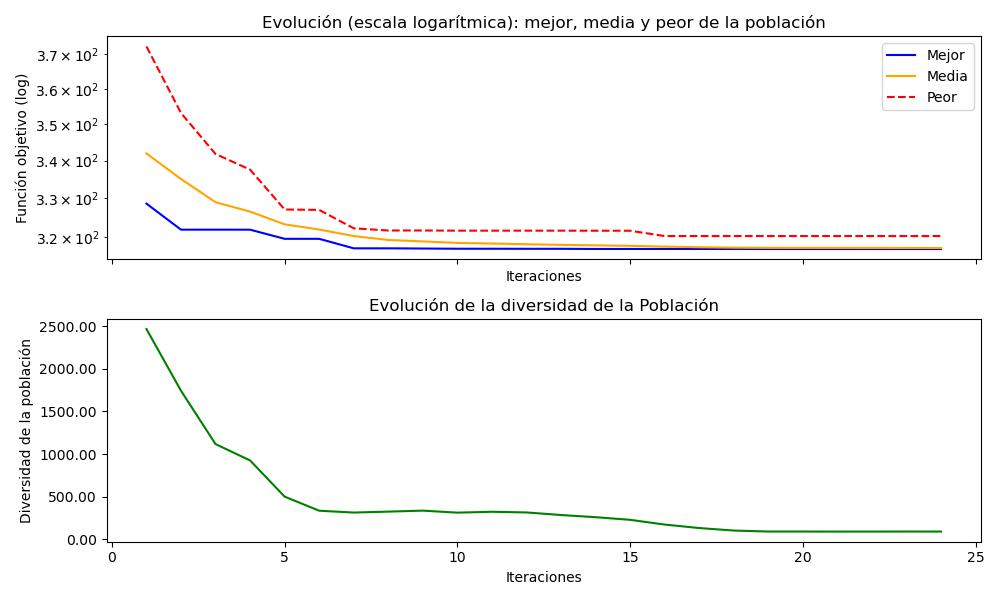 Evolución (escala logarítmica): mejor, media y peor de la población
Función objetivo (log)
3.7 × 10²
3.6 × 10²
3.5 × 10²
3.4 × 10²
3.3 × 10²
3.2 × 10²
Mejor
Media
Peor
Iteraciones
Evolución de la diversidad de la Población
Diversidad de la población
2500.00
2000.00
1500.00
1000.00
500.00
0.00
0 5 10 15 20 25
Iteraciones